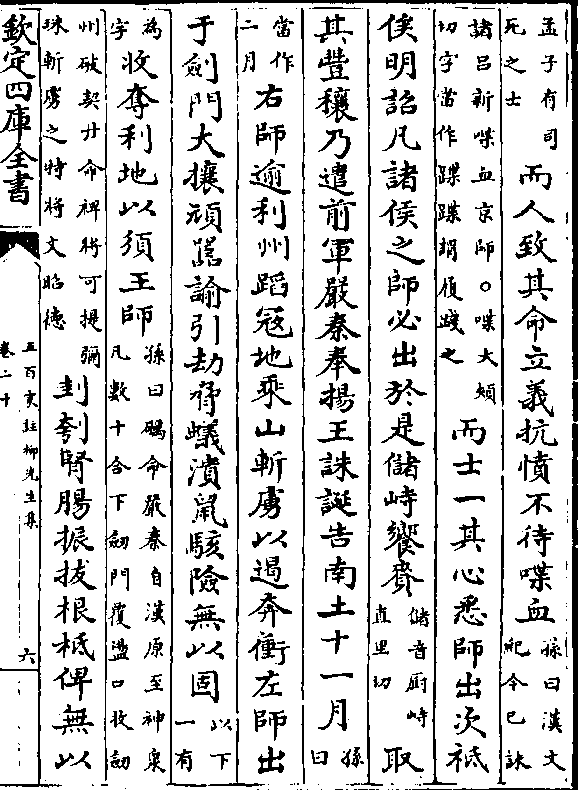 孟子有司死之士而人致其命立義抗憤不待喋血孫曰漢文紀今已誅
諸呂新喋血京師○喋大頰切字當作蹀蹀謂履踐之而士一其心悉師出次祇
俟明詔凡諸侯之師必出於是儲峙饗賚儲音廚峙直里切取
其豐穰乃遣前軍嚴秦奉揚王誅誕告南土十一月孫曰
當作二月右師逾利州蹈寇地乘山斬虜以遏奔衝左師出
于劍門大攘頑嚚諭引劫脅蟻潰鼠駭險無以固以下一有
為字收奪利地以須王師孫曰礪命嚴秦自漢原至神泉凡數十合下劒門覆盪口收劒
州破契廿命裨將可提彌珠斬虜之特將文昭德刲刳腎腸振拔根柢俾無以
欽定四庫全書
五百家註柳先生集
卷二十
六